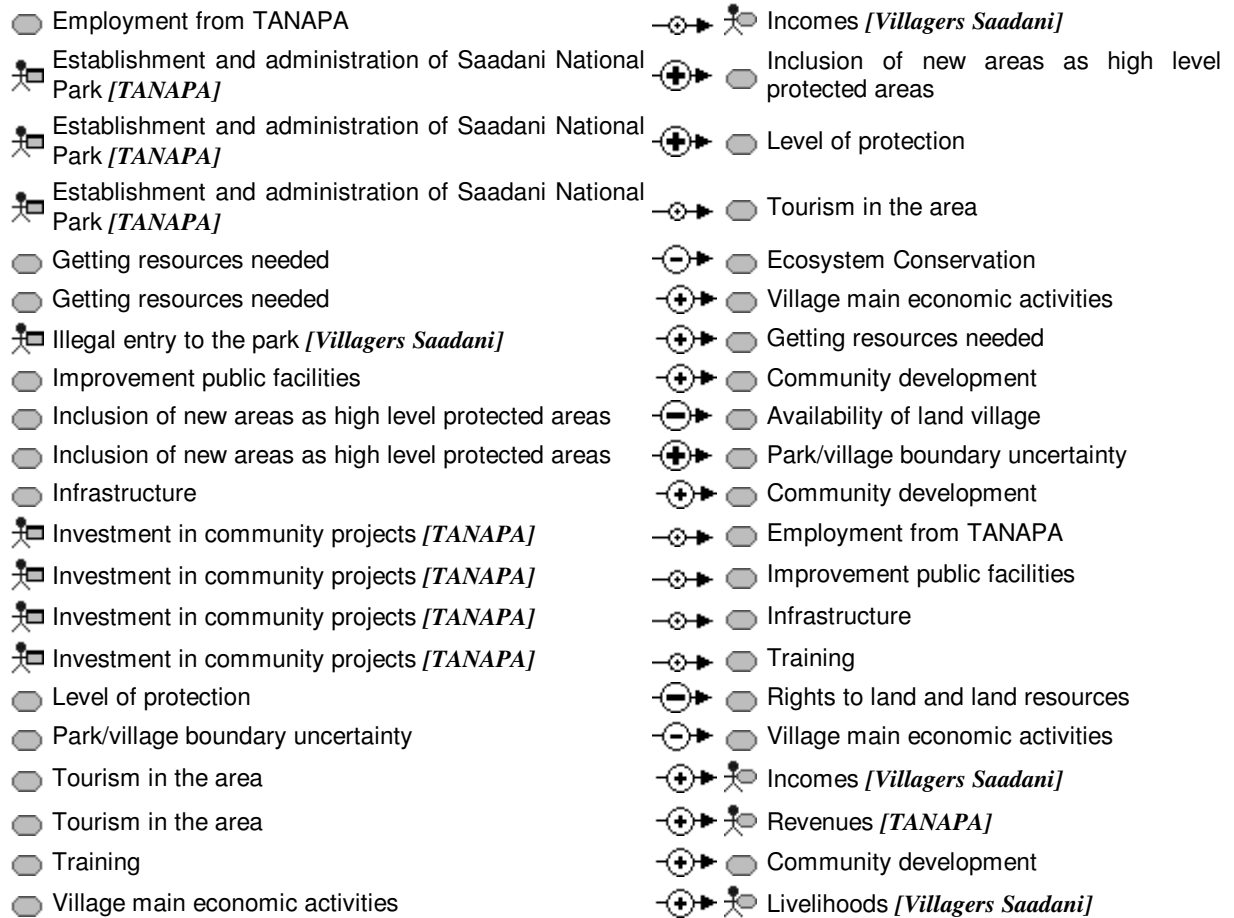 Employment from TANAPA Incomes [Villagers Saadani]
Establishment and administration of Saadani National Park [TANAPA] Inclusion of new areas as high level protected areas
Establishment and administration of Saadani National Park [TANAPA] Level of protection
Establishment and administration of Saadani National Park [TANAPA] Tourism in the area
Getting resources needed Ecosystem Conservation
Getting resources needed Village main economic activities
Illegal entry to the park [Villagers Saadani] Getting resources needed
Improvement public facilities Community development
Inclusion of new areas as high level protected areas Availability of land village
Inclusion of new areas as high level protected areas Park/village boundary uncertainty
Infrastructure Community development
Investment in community projects [TANAPA] Employment from TANAPA
Investment in community projects [TANAPA] Improvement public facilities
Investment in community projects [TANAPA] Infrastructure
Investment in community projects [TANAPA] Training
Level of protection Rights to land and land resources
Park/village boundary uncertainty Village main economic activities
Tourism in the area Incomes [Villagers Saadani]
Tourism in the area Revenues [TANAPA]
Training Community development
Village main economic activities Livelihoods [Villagers Saadani]